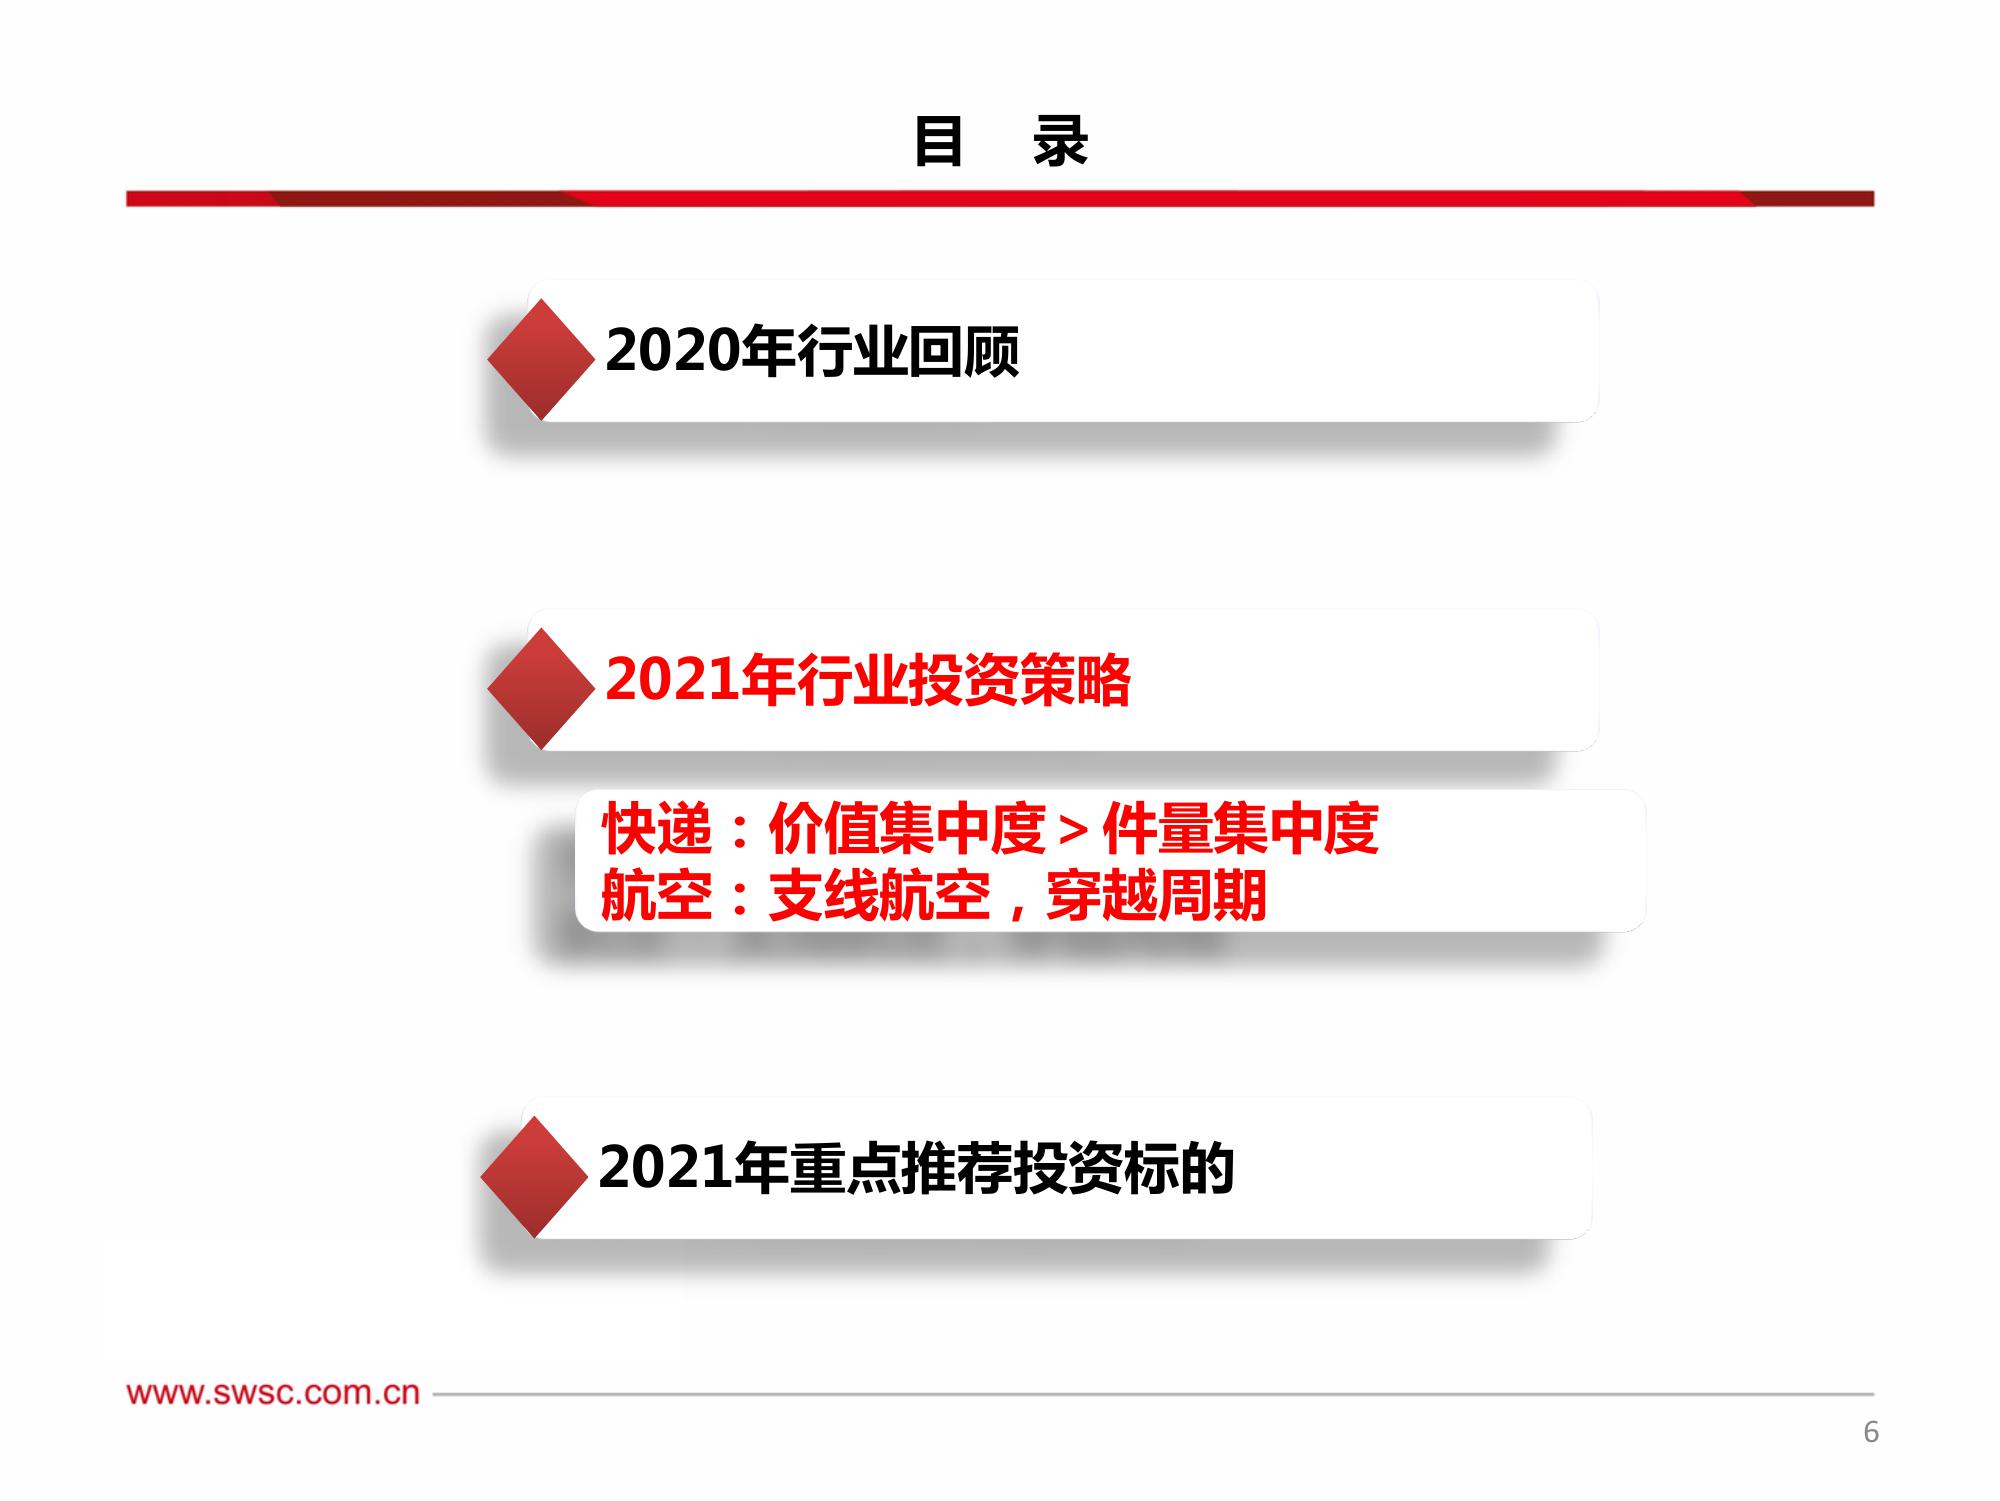 目 录
2020年行业回顾
2021年行业投资策略
快递：价值集中度＞件量集中度
航空：支线航空，穿越周期
2021年重点推荐投资标的
www.swsc.com.cn
6